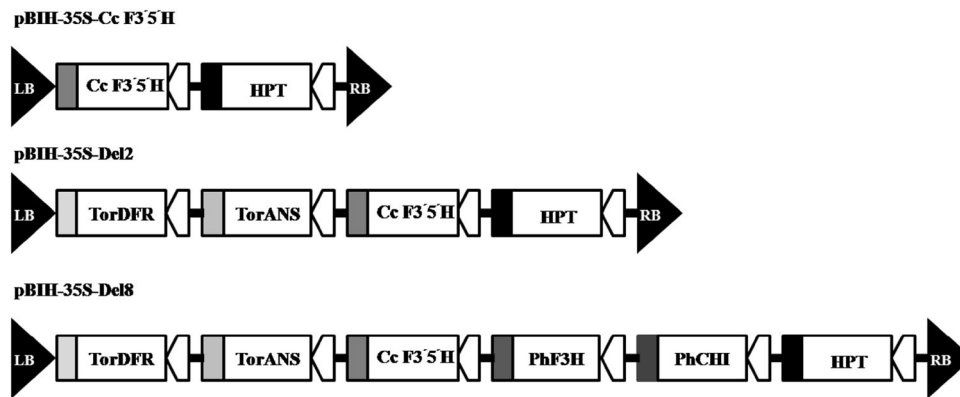 pBIH-35S-Cc F3´5´H
LB Cc F3´5´H HPT RB
pBIH-35S-Del2
LB TorDFR TorANS Cc F3´5´H HPT RB
pBIH-35S-Del8
LB TorDFR TorANS Cc F3´5´H PhF3H PhCHI HPT RB